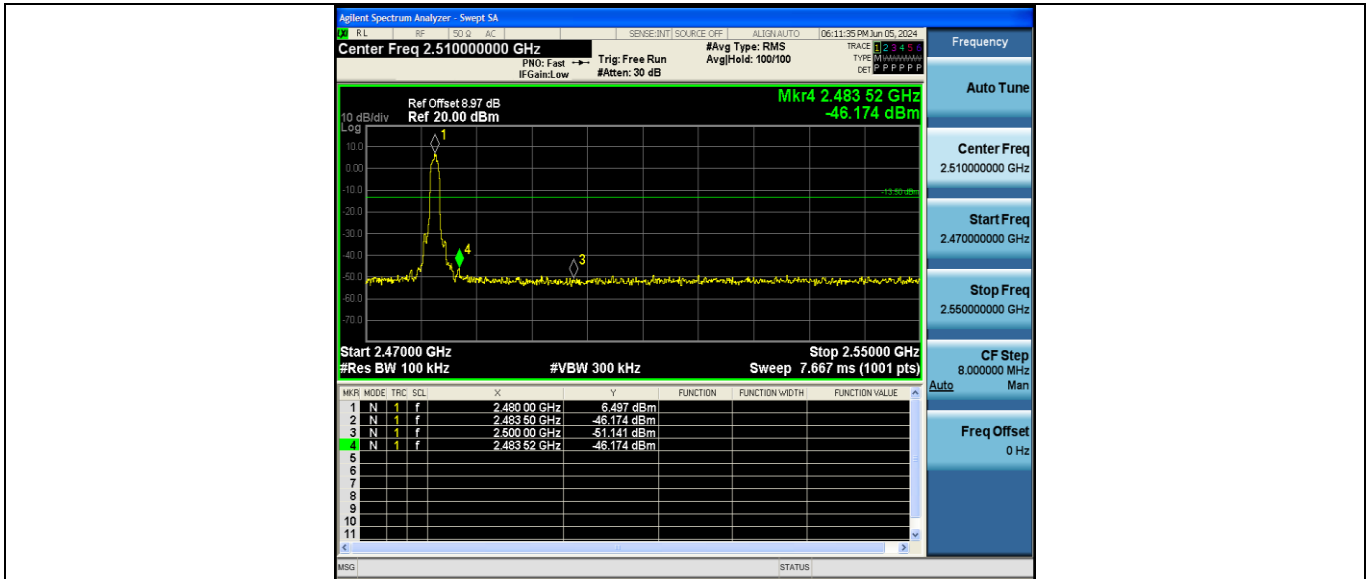 Agilent Spectrum Analyzer - Swept SA
LXI RL RF 50 Ω AC SENSE:INT SOURCE OFF ALIGN AUTO 06:11:35 PM Jun 05, 2024
Center Freq 2.510000000 GHz
PNO: Fast
IFGain:Low
Trig: Free Run
#Atten: 30 dB
#Avg Type: RMS
Avg|Hold: 100/100
TRACE 1 2 3 4 5 6
TYPE MWWWWW
DET P P P P P P
Ref Offset 8.97 dB
10 dB/div Ref 20.00 dBm
Log
Mkr4 2.483 52 GHz
-46.174 dBm
10.0
0.00
-10.0
-20.0
-30.0
-40.0
-50.0
-60.0
-70.0
1
4
3
-13.50 dBm
Start 2.47000 GHz Stop 2.55000 GHz
#Res BW 100 kHz #VBW 300 kHz Sweep 7.667 ms (1001 pts)
MKR MODE TRC SCL X Y FUNCTION FUNCTION WIDTH FUNCTION VALUE
1 N 1 f 2.480 00 GHz 6.497 dBm
2 N 1 f 2.483 50 GHz -46.174 dBm
3 N 1 f 2.500 00 GHz -51.141 dBm
4 N 1 f 2.483 52 GHz -46.174 dBm
5
6
7
8
9
10
11
MSG STATUS
Frequency
Auto Tune
Center Freq
2.510000000 GHz
Start Freq
2.470000000 GHz
Stop Freq
2.550000000 GHz
CF Step
8.000000 MHz
Auto Man
Freq Offset
0 Hz